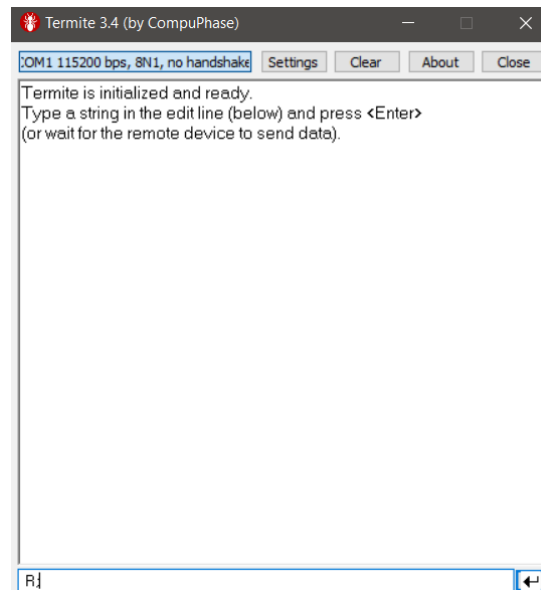 Termite 3.4 (by CompuPhase)
COM1 115200 bps, 8N1, no handshake Settings Clear About Close
Termite is initialized and ready.
Type a string in the edit line (below) and press <Enter>
(or wait for the remote device to send data).
R;